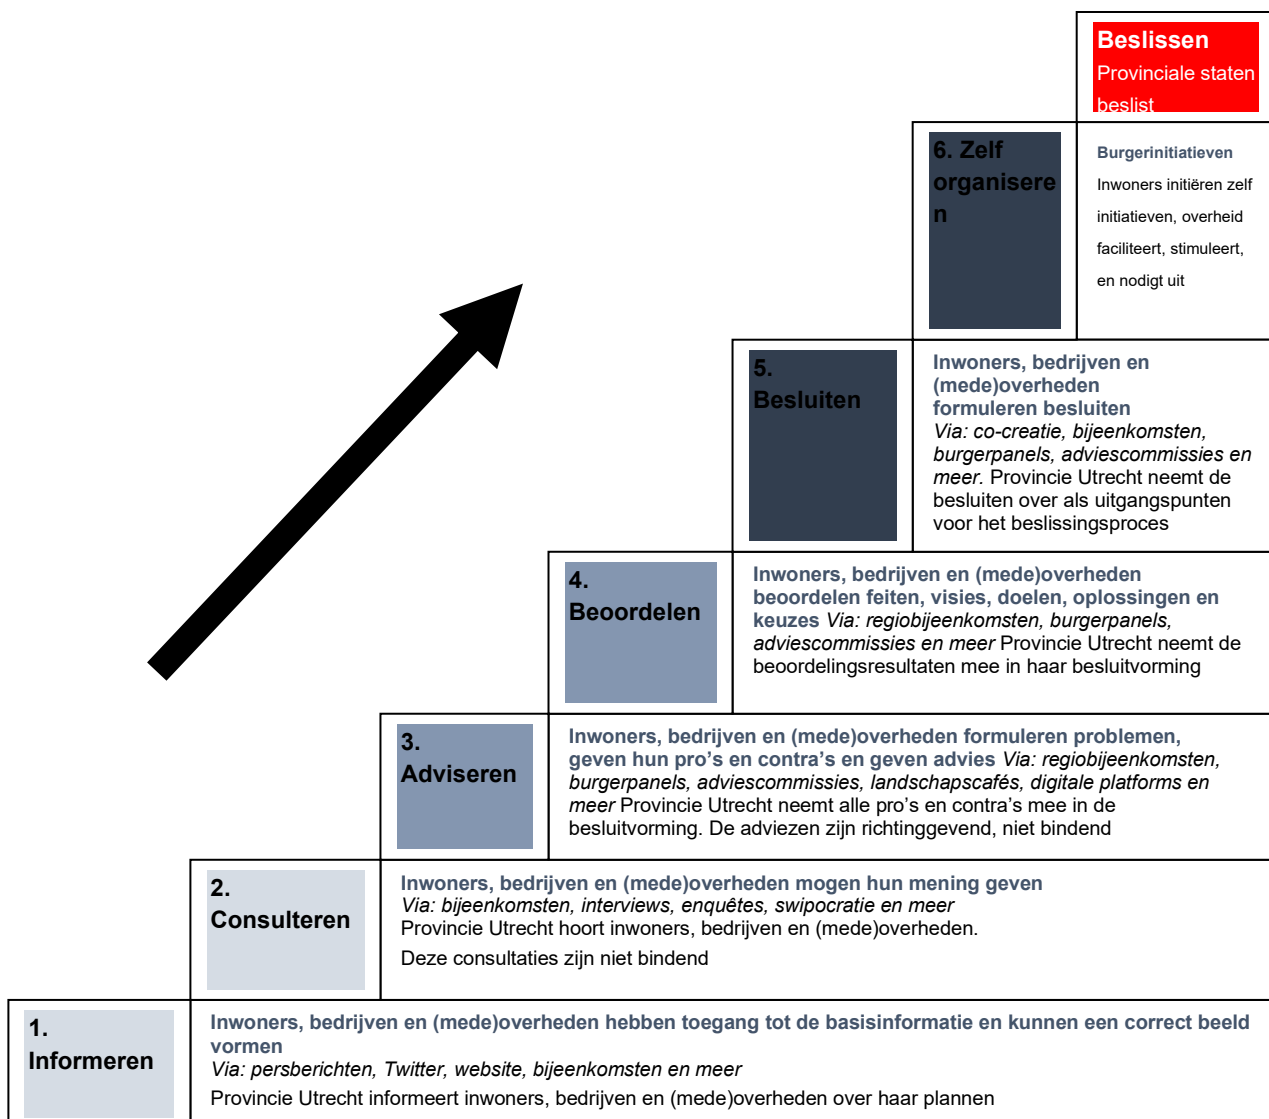 Beslissen
Provinciale staten
beslist
6. Zelf
organisere
n
Burgerinitiatieven
Inwoners initiëren zelf
initiatieven, overheid
faciliteert, stimuleert,
en nodigt uit
5.
Besluiten
Inwoners, bedrijven en
(mede)overheden
formuleren besluiten
Via: co-creatie, bijeenkomsten,
burgerpanels, adviescommissies en
meer. Provincie Utrecht neemt de
besluiten over als uitgangspunten
voor het beslissingsproces
4.
Beoordelen
Inwoners, bedrijven en (mede)overheden
beoordelen feiten, visies, doelen, oplossingen en
keuzes Via: regiobijeenkomsten, burgerpanels,
adviescommissies en meer Provincie Utrecht neemt de
beoordelingsresultaten mee in haar besluitvorming
3.
Adviseren
Inwoners, bedrijven en (mede)overheden formuleren problemen,
geven hun pro’s en contra’s en geven advies Via: regiobijeenkomsten,
burgerpanels, adviescommissies, landschapscafés, digitale platforms en
meer Provincie Utrecht neemt alle pro’s en contra’s mee in de
besluitvorming. De adviezen zijn richtinggevend, niet bindend
2.
Consulteren
Inwoners, bedrijven en (mede)overheden mogen hun mening geven
Via: bijeenkomsten, interviews, enquêtes, swipocratie en meer
Provincie Utrecht hoort inwoners, bedrijven en (mede)overheden.
Deze consultaties zijn niet bindend
1.
Informeren
Inwoners, bedrijven en (mede)overheden hebben toegang tot de basisinformatie en kunnen een correct beeld
vormen
Via: persberichten, Twitter, website, bijeenkomsten en meer
Provincie Utrecht informeert inwoners, bedrijven en (mede)overheden over haar plannen